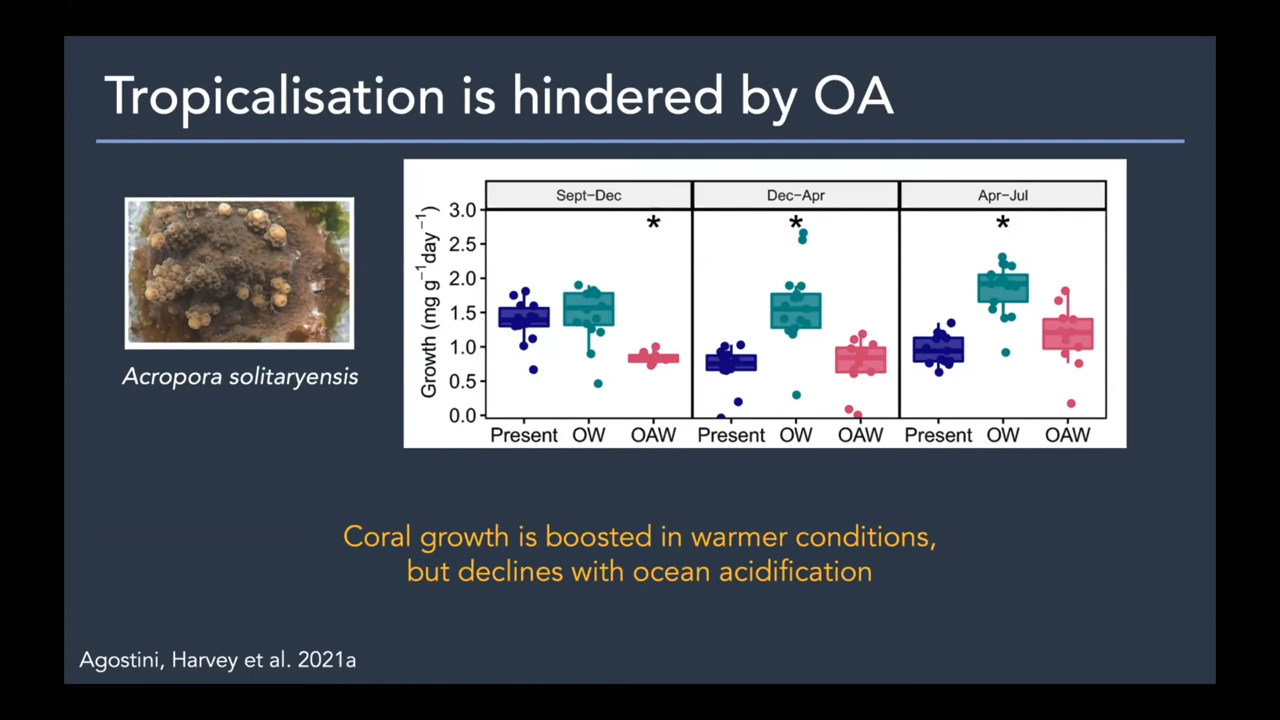 Tropicalisation is hindered by OA
Acropora solitaryensis
Sept−Dec
Dec−Apr
Apr−Jul
Growth (mg g⁻¹day⁻¹)
3.0
2.5
2.0
1.5
1.0
0.5
0.0
*
*
*
Present OW OAW Present OW OAW Present OW OAW
Coral growth is boosted in warmer conditions,
but declines with ocean acidification
Agostini, Harvey et al. 2021a